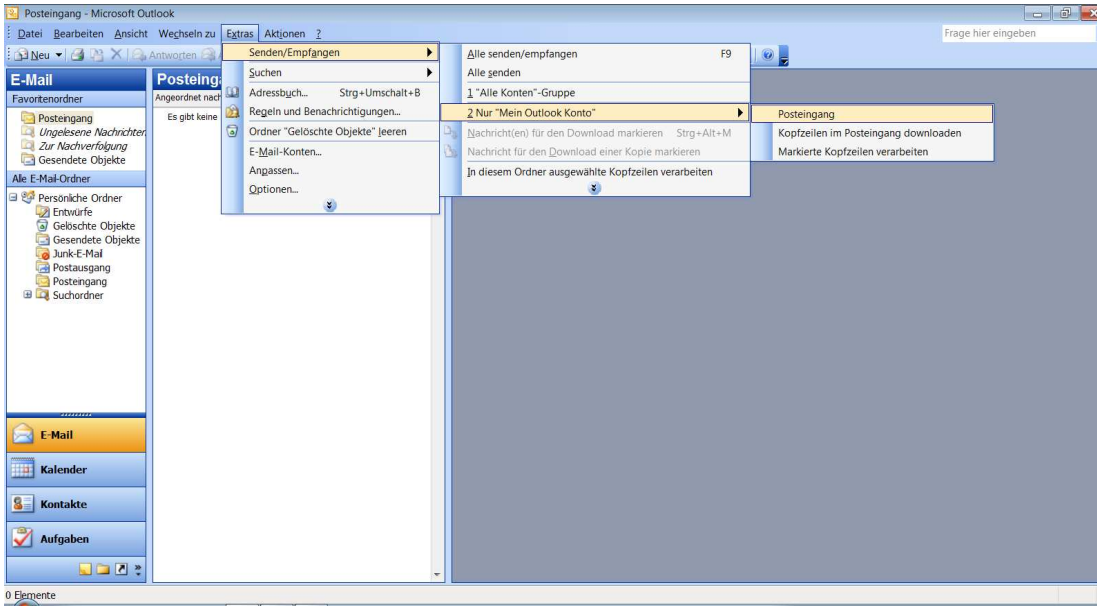 Posteingang - Microsoft Outlook
Datei Bearbeiten Ansicht Wechseln zu Extras Aktionen ?
Frage hier eingeben
Neu Antworten
E-Mail
Favoritenordner
Posteingang
Ungelesene Nachrichten
Zur Nachverfolgung
Gesendete Objekte
Alle E-Mail-Ordner
Persönliche Ordner
Entwürfe
Gelöschte Objekte
Gesendete Objekte
Junk-E-Mail
Postausgang
Posteingang
Suchordner
E-Mail
Kalender
Kontakte
Aufgaben
0 Elemente
Posteinga
Angeordnet nach
Es gibt keine
Senden/Empfangen
Suchen
Adressbuch... Strg+Umschalt+B
Regeln und Benachrichtigungen...
Ordner "Gelöschte Objekte" leeren
E-Mail-Konten...
Anpassen...
Optionen...
Alle senden/empfangen F9
Alle senden
1 "Alle Konten"-Gruppe
2 Nur "Mein Outlook Konto"
Nachricht(en) für den Download markieren Strg+Alt+M
Nachricht für den Download einer Kopie markieren
In diesem Ordner ausgewählte Kopfzeilen verarbeiten
Posteingang
Kopfzeilen im Posteingang downloaden
Markierte Kopfzeilen verarbeiten